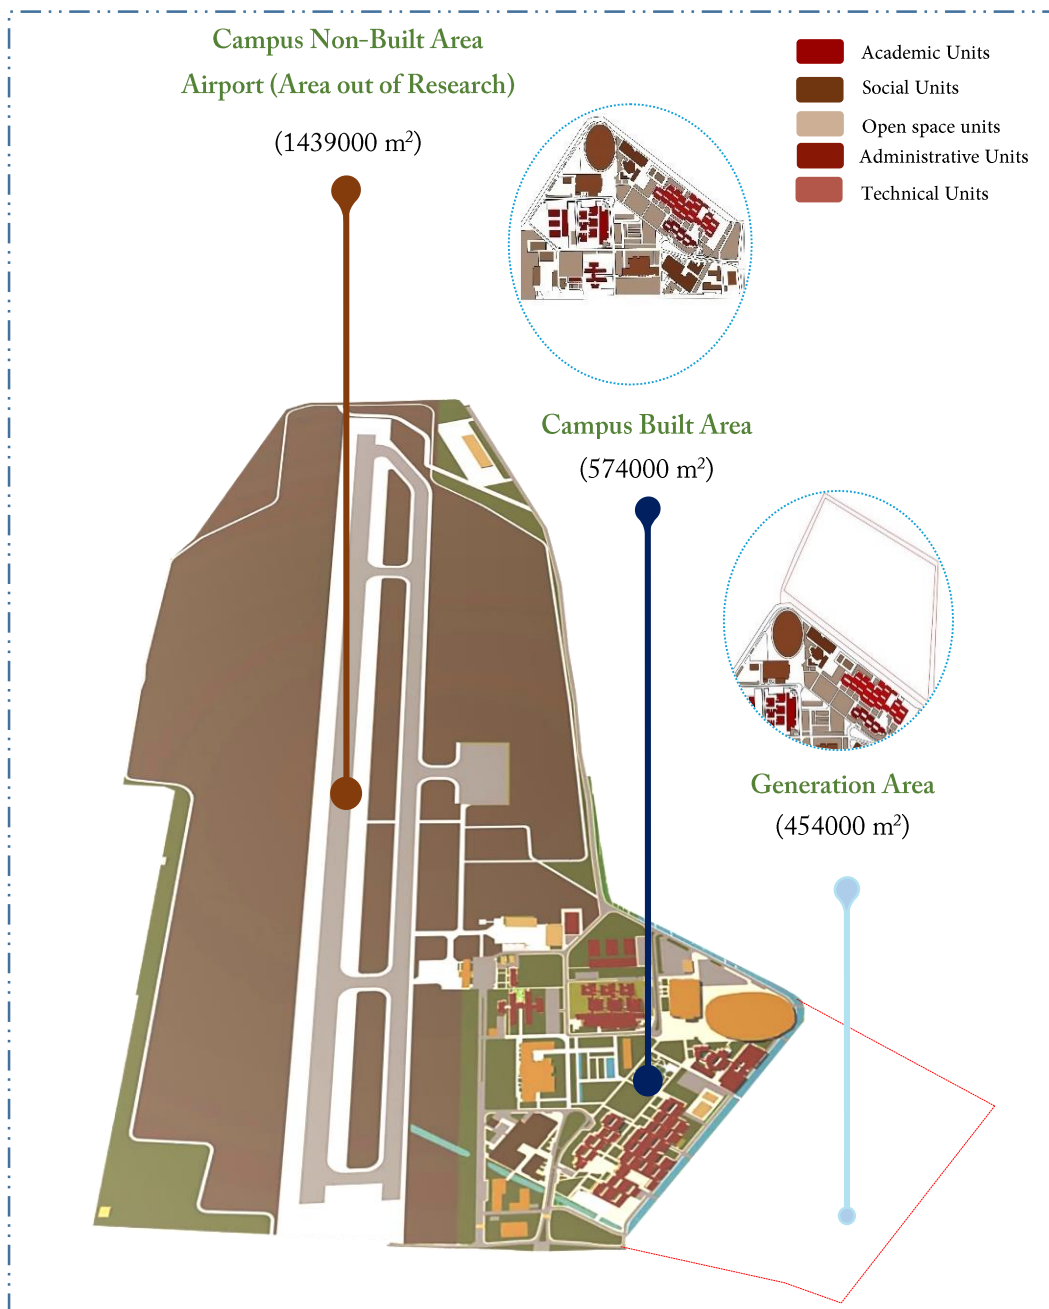 Campus Non-Built Area
Airport (Area out of Research)
(1439000 m²)
Academic Units
Social Units
Open space units
Administrative Units
Technical Units
Campus Built Area
(574000 m²)
Generation Area
(454000 m²)